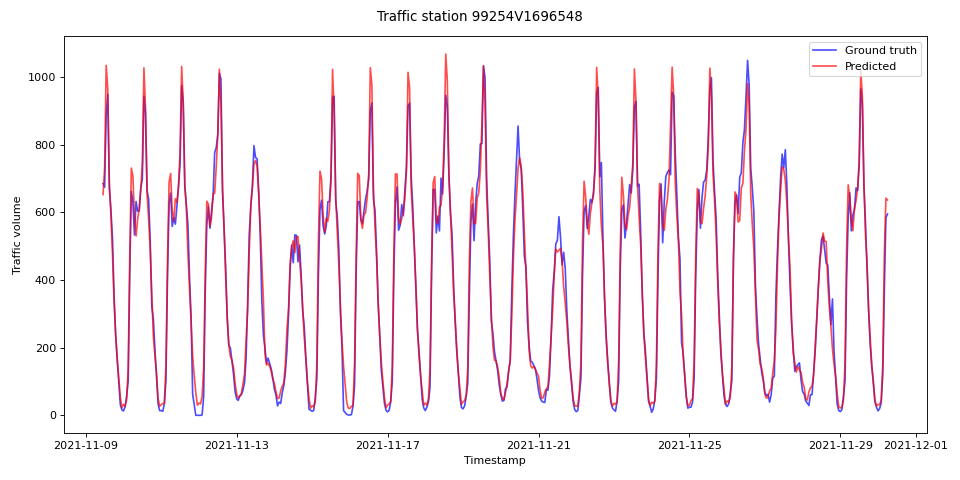 Traffic station 99254V1696548
Ground truth
Predicted
Traffic volume
1000
800
600
400
200
0
2021-11-09
2021-11-13
2021-11-17
2021-11-21
2021-11-25
2021-11-29
2021-12-01
Timestamp